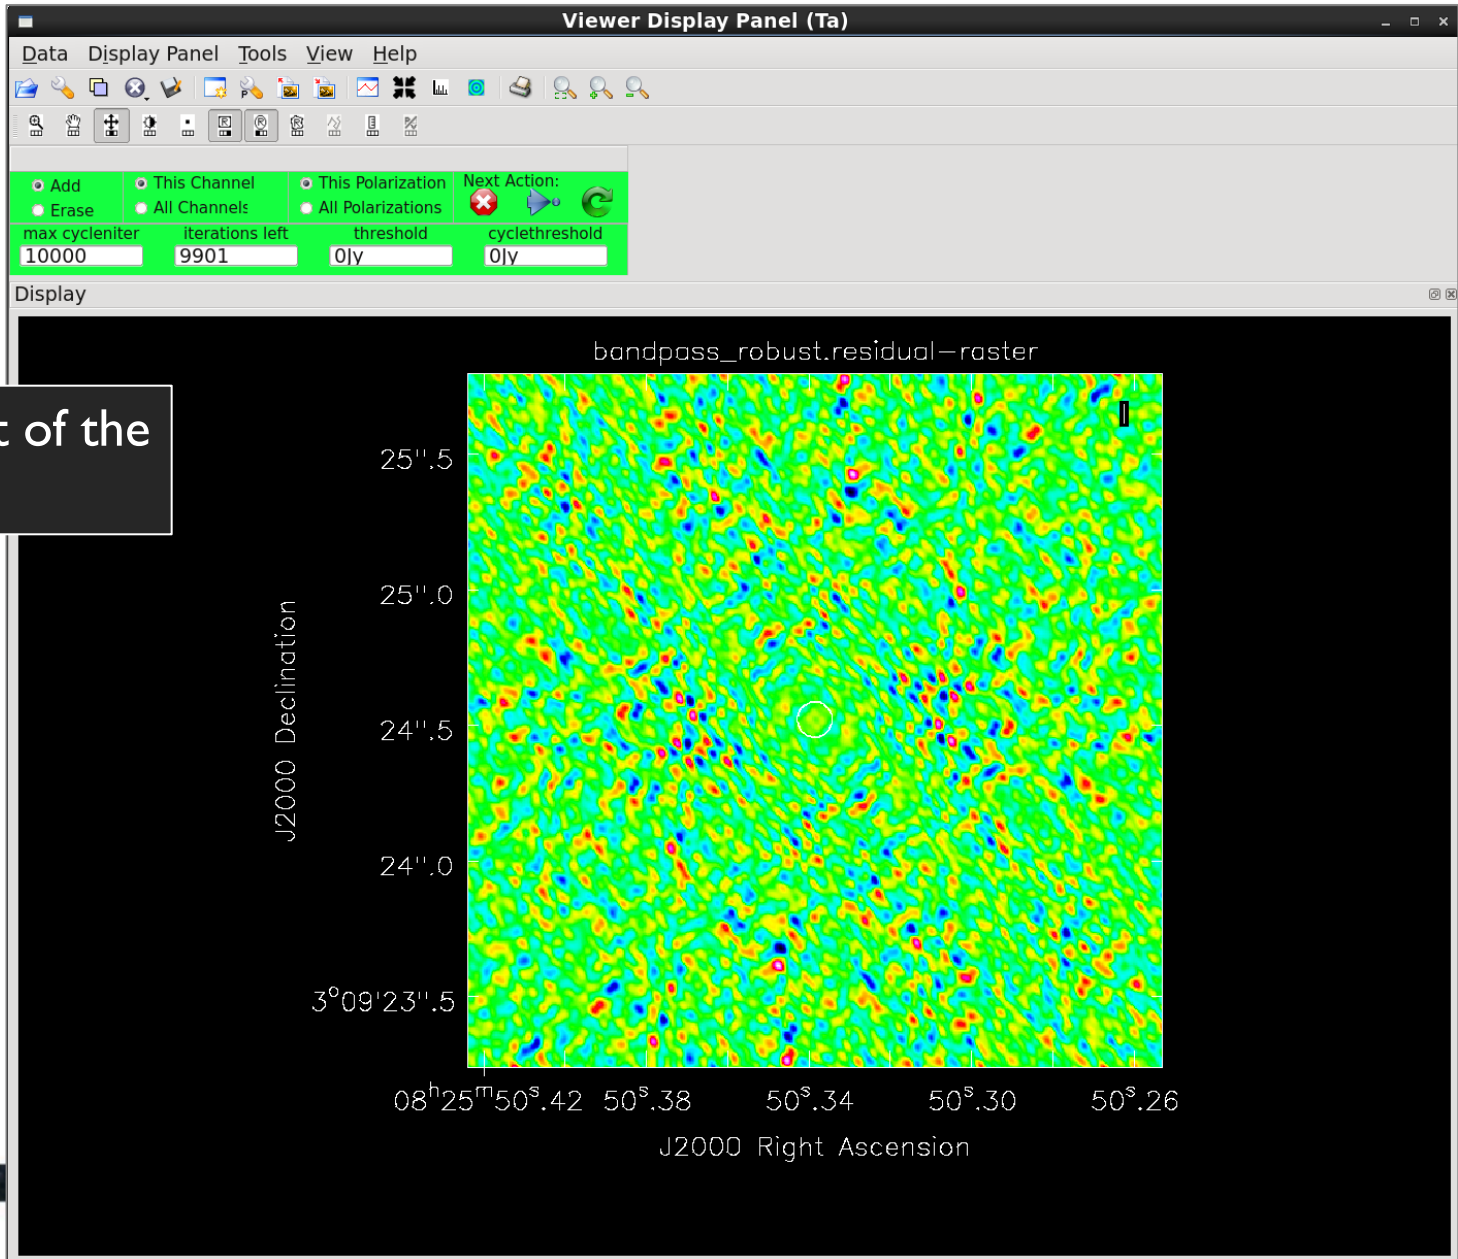 Viewer Display Panel (Ta)
Data Display Panel Tools View Help
Add This Channel This Polarization Next Action:
Erase All Channels All Polarizations
max cycleniter iterations left threshold cyclethreshold
10000 9901 0Jy 0Jy
Display
bandpass_robust.residual-raster
t of the
25".5
25".0
24".5
24".0
3°09'23".5
J2000 Declination
08h25m50s.42 50s.38 50s.34 50s.30 50s.26
J2000 Right Ascension